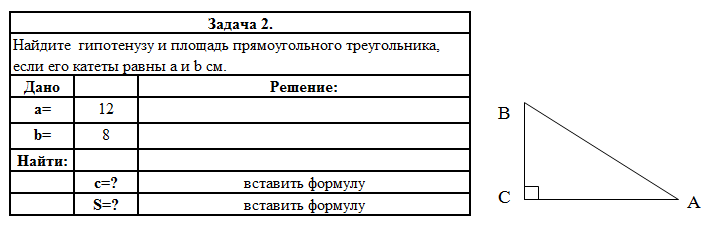 Задача 2.
Найдите гипотенузу и площадь прямоугольного треугольника,
если его катеты равны a и b см.
Дано Решение:
a= 12
b= 8
Найти:
c=? вставить формулу
S=? вставить формулу
B
C
A